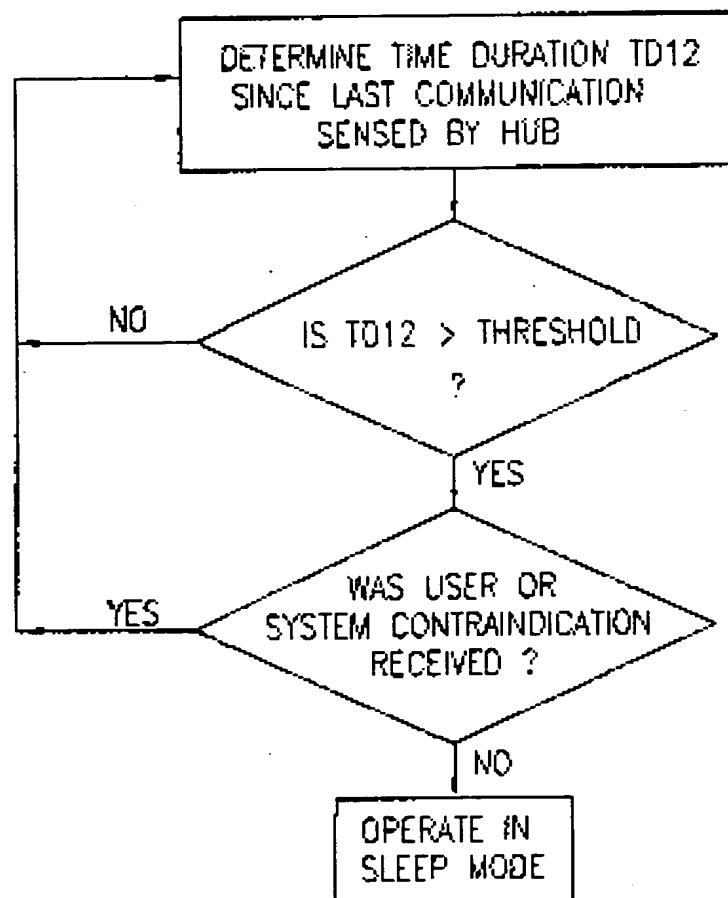 DETERMINE TIME DURATION TD12
SINCE LAST COMMUNICATION
SENSED BY HUB
NO
IS TD12 > THRESHOLD
?
YES
WAS USER OR
SYSTEM CONTRAINDICATION
RECEIVED ?
YES
NO
OPERATE IN
SLEEP MODE